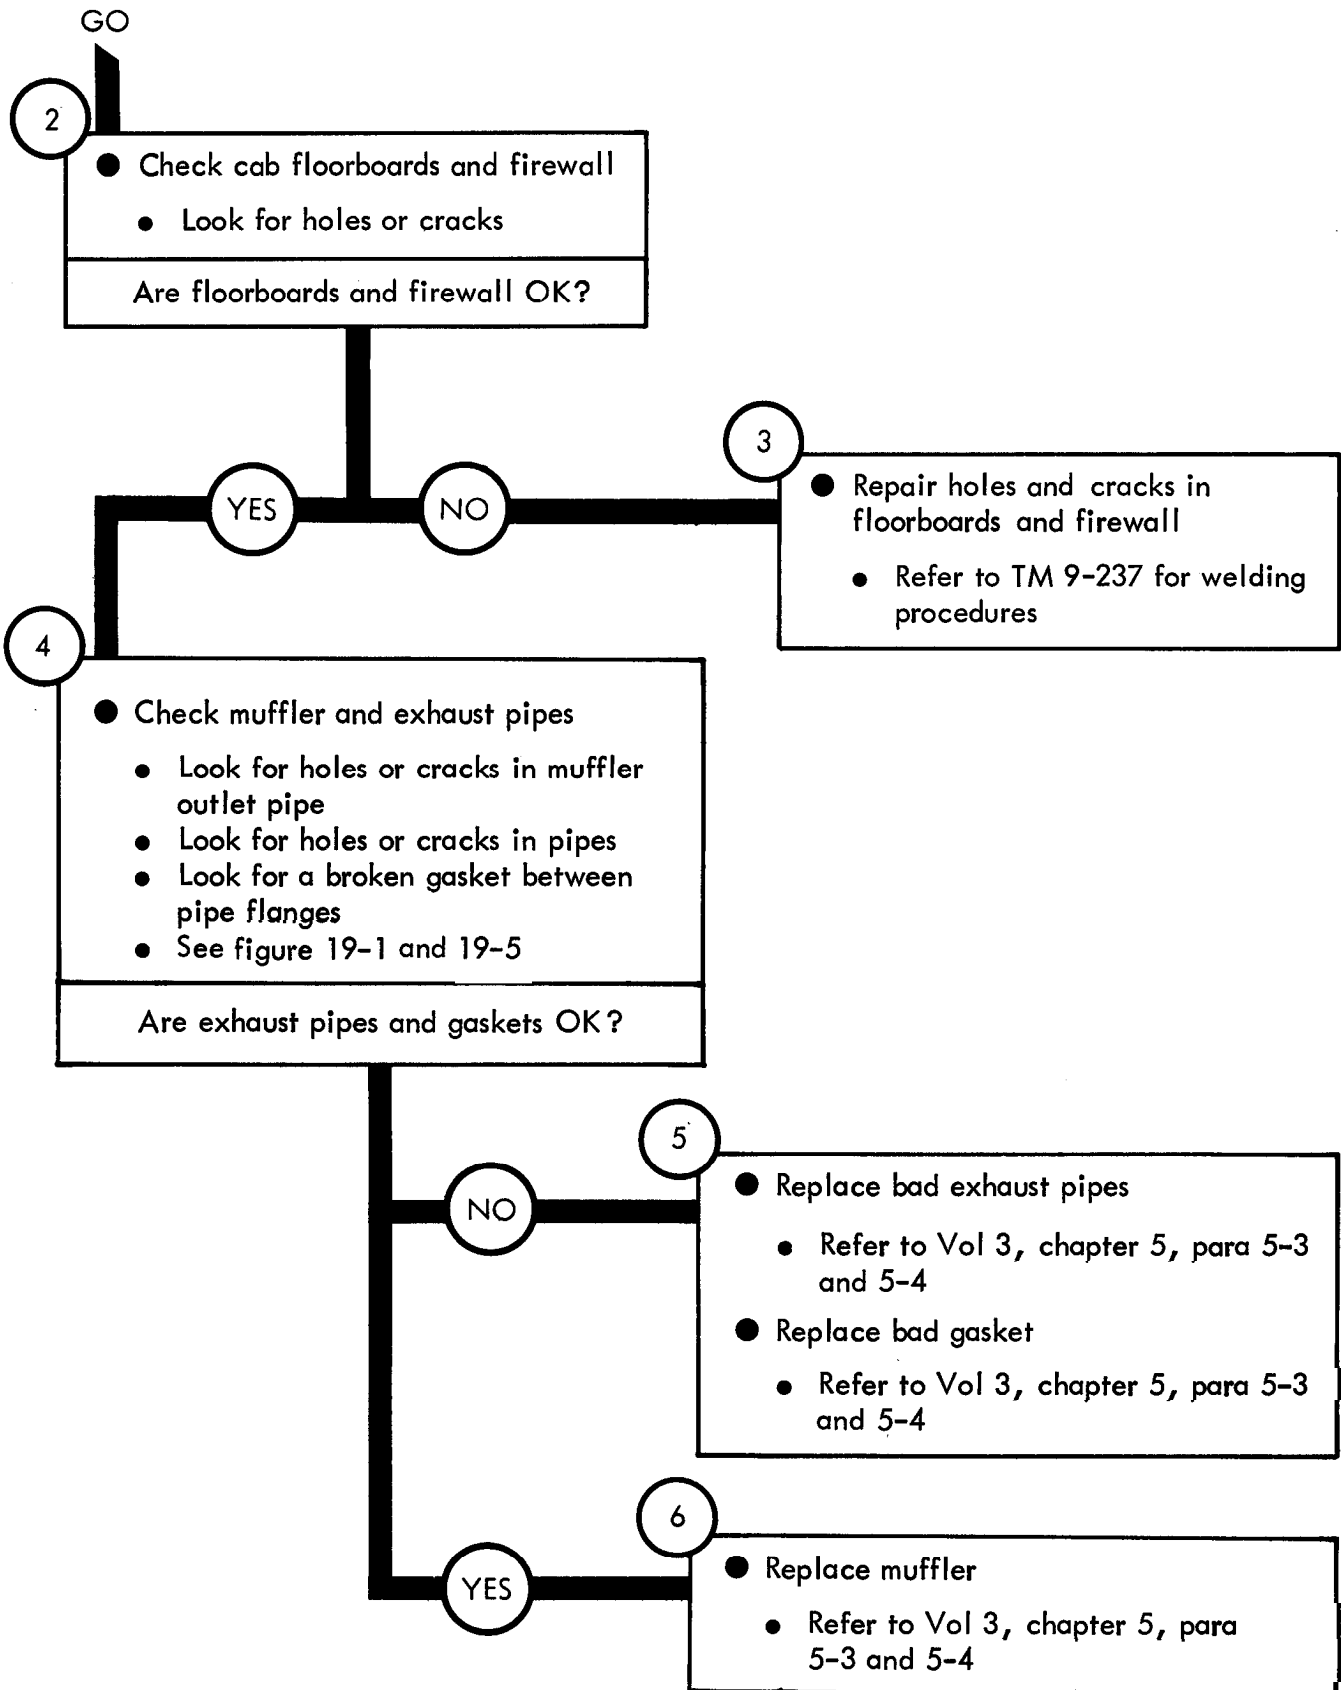 GO
2
● Check cab floorboards and firewall
● Look for holes or cracks
Are floorboards and firewall OK?
YES
NO
3
● Repair holes and cracks in
floorboards and firewall
● Refer to TM 9-237 for welding
procedures
4
● Check muffler and exhaust pipes
● Look for holes or cracks in muffler
outlet pipe
● Look for holes or cracks in pipes
● Look for a broken gasket between
pipe flanges
● See figure 19-1 and 19-5
Are exhaust pipes and gaskets OK?
NO
5
● Replace bad exhaust pipes
● Refer to Vol 3, chapter 5, para 5-3
and 5-4
● Replace bad gasket
● Refer to Vol 3, chapter 5, para 5-3
and 5-4
YES
6
● Replace muffler
● Refer to Vol 3, chapter 5, para
5-3 and 5-4